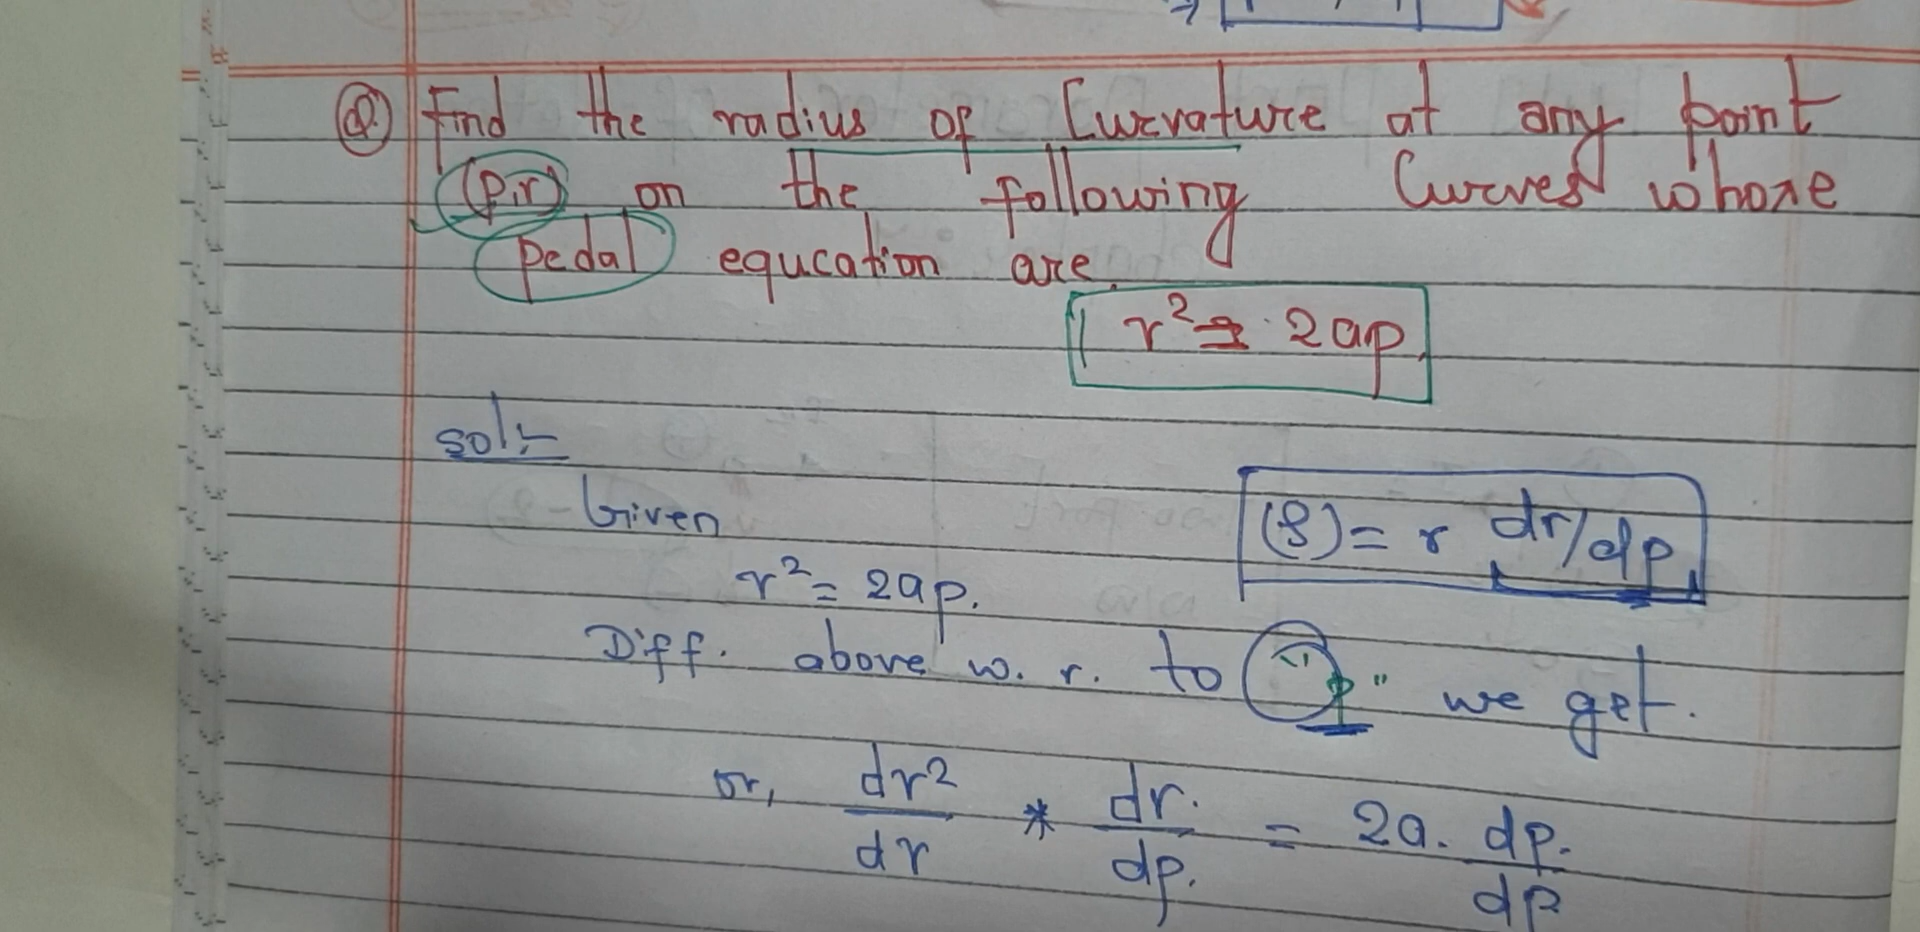 Q. Find the radius of Curvature at any point
(p,r) on the following Curves whose
pedal equcation are
r² = 2ap.
sol:-
Given
(ρ) = r dr/dp
r² = 2ap.
Diff. above w. r. to "p" we get.
or, dr²/dr * dr./dp. = 2a. dp./dp